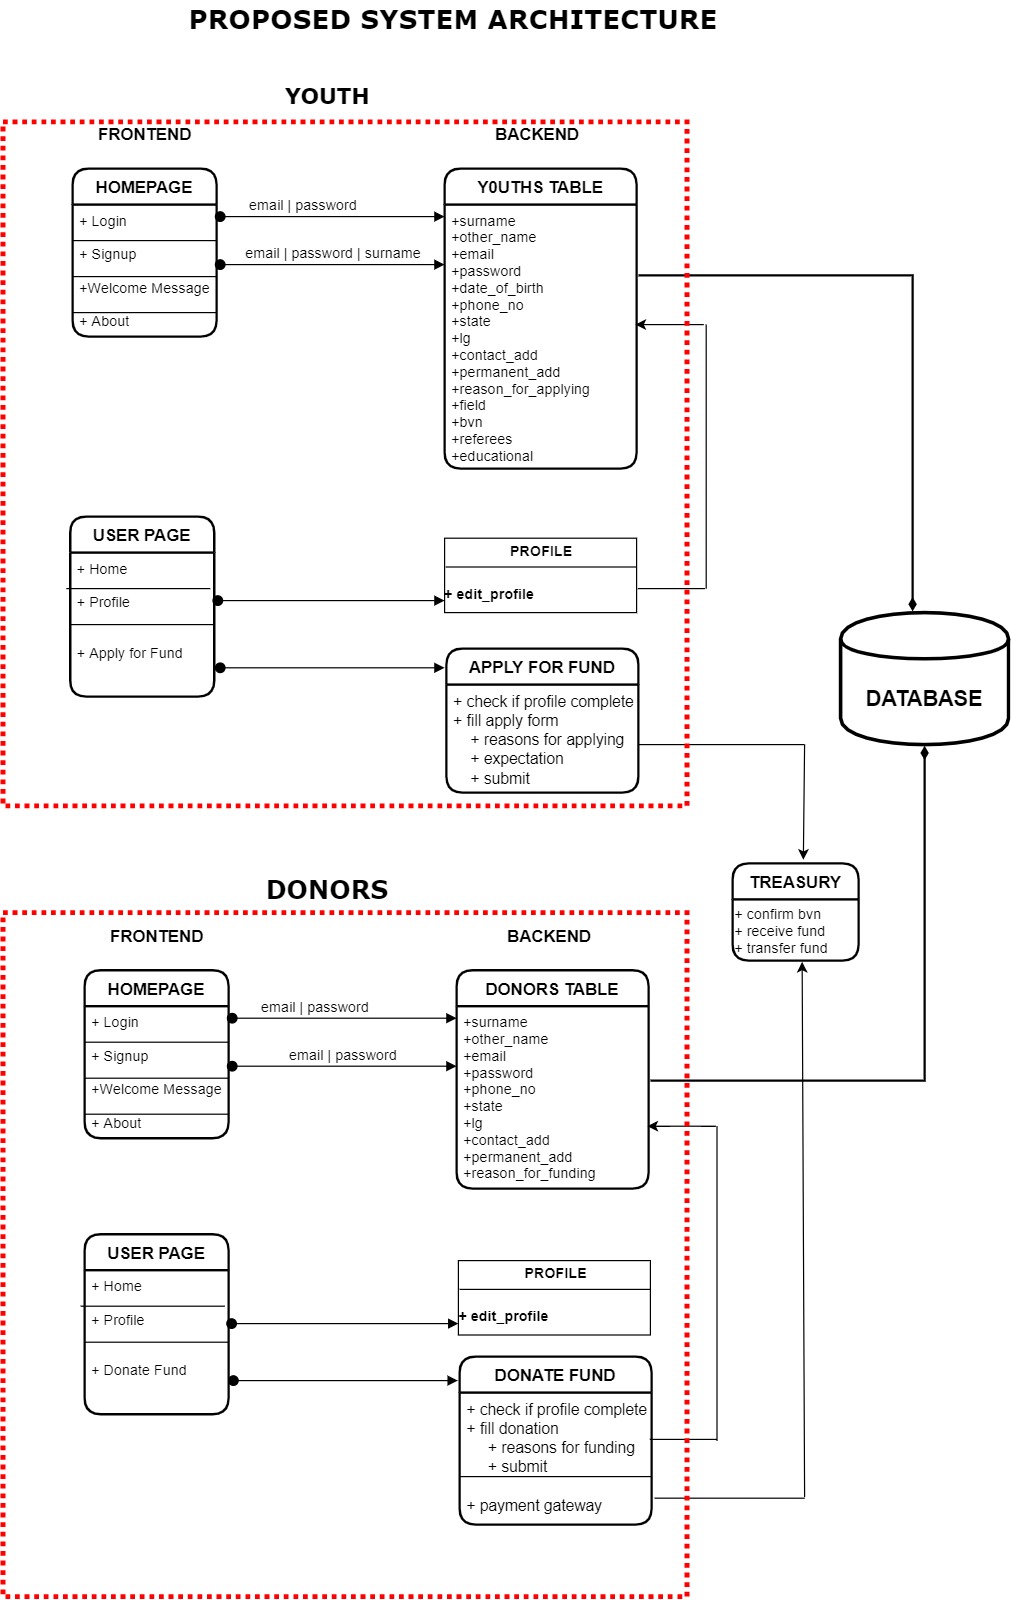 PROPOSED SYSTEM ARCHITECTURE
YOUTH
FRONTEND
BACKEND
HOMEPAGE
+ Login
+ Signup
+Welcome Message
+ About
email | password
email | password | surname
Y0UTHS TABLE
+surname
+other_name
+email
+password
+date_of_birth
+phone_no
+state
+lg
+contact_add
+permanent_add
+reason_for_applying
+field
+bvn
+referees
+educational
USER PAGE
+ Home
+ Profile
+ Apply for Fund
PROFILE
+ edit_profile
APPLY FOR FUND
+ check if profile complete
+ fill apply form
+ reasons for applying
+ expectation
+ submit
DATABASE
TREASURY
+ confirm bvn
+ receive fund
+ transfer fund
DONORS
FRONTEND
BACKEND
HOMEPAGE
+ Login
+ Signup
+Welcome Message
+ About
email | password
email | password
DONORS TABLE
+surname
+other_name
+email
+password
+phone_no
+state
+lg
+contact_add
+permanent_add
+reason_for_funding
USER PAGE
+ Home
+ Profile
+ Donate Fund
PROFILE
+ edit_profile
DONATE FUND
+ check if profile complete
+ fill donation
+ reasons for funding
+ submit
+ payment gateway